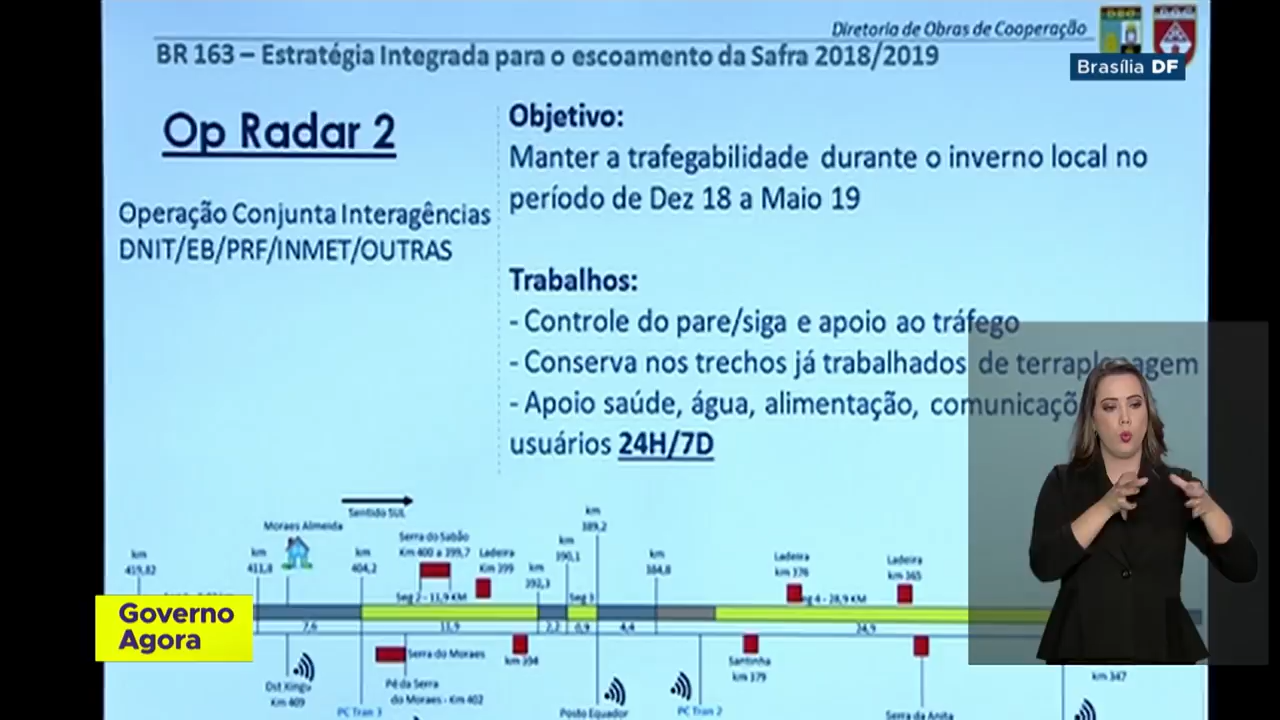 Diretoria de Obras de Cooperação
BR 163 – Estratégia Integrada para o escoamento da Safra 2018/2019
Brasília DF
Op Radar 2
Operação Conjunta Interagências
DNIT/EB/PRF/INMET/OUTRAS
Objetivo:
Manter a trafegabilidade durante o inverno local no
período de Dez 18 a Maio 19
Trabalhos:
- Controle do pare/siga e apoio ao tráfego
- Conserva nos trechos já trabalhados de terraplenagem
- Apoio saúde, água, alimentação,
usuários 24H/7D
Sentido SUL
Moraes Almeida
km
419,82
km
411,8
km
404,2
Serra do Sabão
Km 400 a 399,7
Ladeira
Km 399
km
392,3
km
390,1
km
389,2
km
384,8
Ladeira
km 376
Ladeira
km 365
Seg 2 - 11,9 KM
Seg 3
Seg 4 - 28,9 KM
7,6
11,9
2,2
0,9
4,4
24,9
Governo
Agora
Serra do Moraes
km 394
Santinha
km 379
km 347
Dst Xingu
Km 409
Pé da Serra
do Moraes - Km 402
PC Tran 3
Posto Equador
PC Tran 2
Serra da Anita